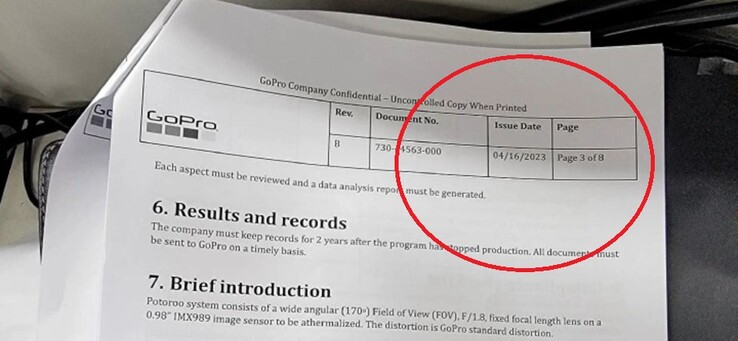 GoPro Company Confidential – Uncontrolled Copy When Printed
GoPro
Rev. Document No. Issue Date Page
B 730-14563-000 04/16/2023 Page 3 of 8
Each aspect must be reviewed and a data analysis report must be generated.
6. Results and records
The company must keep records for 2 years after the program has stopped production. All documents must
be sent to GoPro on a timely basis.
7. Brief introduction
Potoroo system consists of a wide angular (170º) Field of View (FOV), F/1.8, fixed focal length lens on a
0.98" IMX989 image sensor to be athermalized. The distortion is GoPro standard distortion.